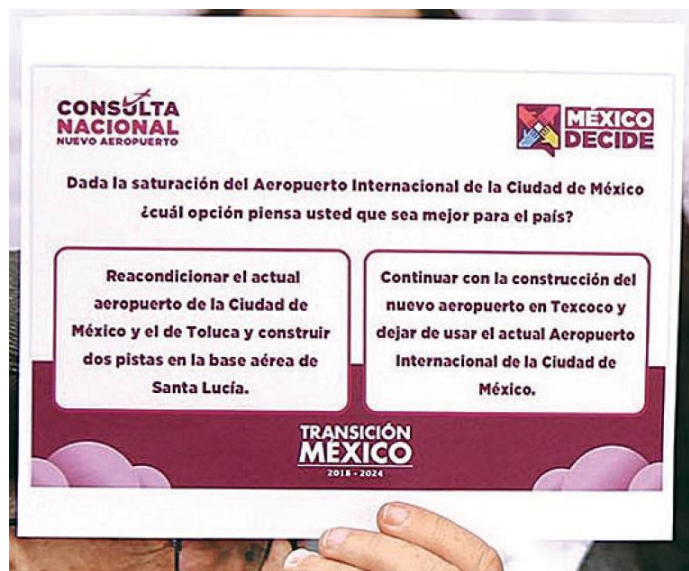 CONSULTA
NACIONAL
NUEVO AEROPUERTO
MÉXICO
DECIDE
Dada la saturación del Aeropuerto Internacional de la Ciudad de México
¿cuál opción piensa usted que sea mejor para el país?
Reacondicionar el actual
aeropuerto de la Ciudad de
México y el de Toluca y construir
dos pistas en la base aérea de
Santa Lucía.
Continuar con la construcción del
nuevo aeropuerto en Texcoco y
dejar de usar el actual Aeropuerto
Internacional de la Ciudad de
México.
TRANSICIÓN
MÉXICO
2018 - 2024